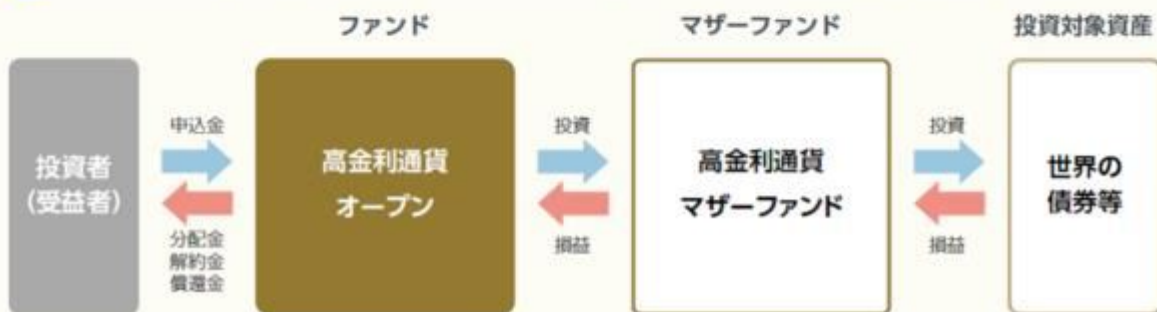 ファンド
マザーファンド
投資対象資産
投資者
(受益者)
申込金
分配金
解約金
償還金
高金利通貨
オープン
投資
損益
高金利通貨
マザーファンド
投資
損益
世界の
債券等